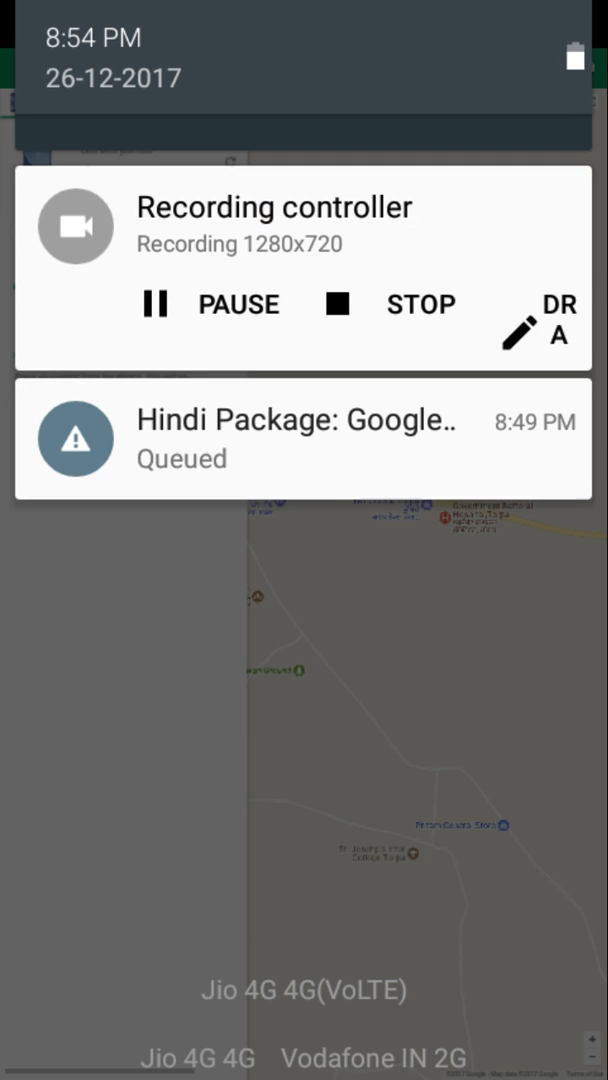 8:54 PM
26-12-2017
Recording controller
Recording 1280x720
PAUSE STOP DR
A
Hindi Package: Google.. 8:49 PM
Queued
Jio 4G 4G(VoLTE)
Jio 4G 4G Vodafone IN 2G